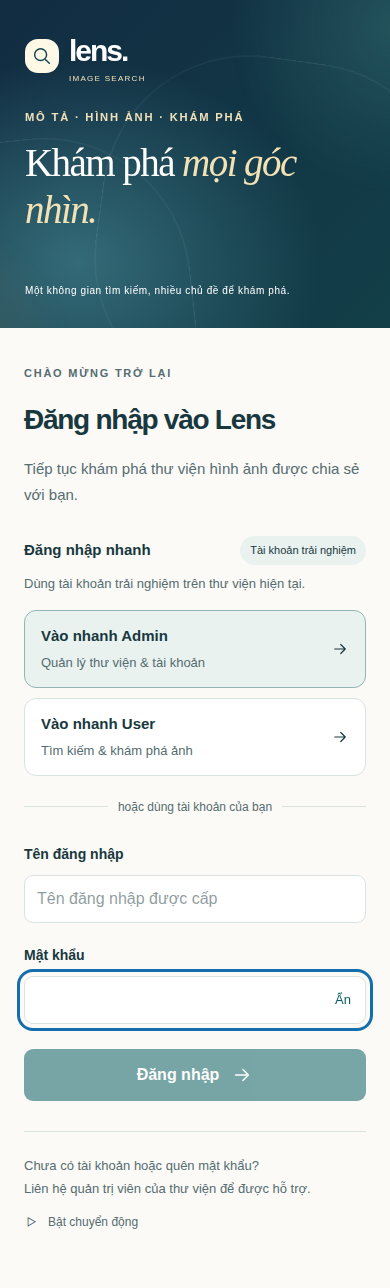 lens.
IMAGE SEARCH
MÔ TẢ · HÌNH ẢNH · KHÁM PHÁ
Khám phá mọi góc
nhìn.
Một không gian tìm kiếm, nhiều chủ đề để khám phá.
CHÀO MỪNG TRỞ LẠI
Đăng nhập vào Lens
Tiếp tục khám phá thư viện hình ảnh được chia sẻ
với bạn.
Đăng nhập nhanh
Tài khoản trải nghiệm
Dùng tài khoản trải nghiệm trên thư viện hiện tại.
Vào nhanh Admin
Quản lý thư viện & tài khoản
Vào nhanh User
Tìm kiếm & khám phá ảnh
hoặc dùng tài khoản của bạn
Tên đăng nhập
Tên đăng nhập được cấp
Mật khẩu
Ẩn
Đăng nhập
Chưa có tài khoản hoặc quên mật khẩu?
Liên hệ quản trị viên của thư viện để được hỗ trợ.
Bật chuyển động